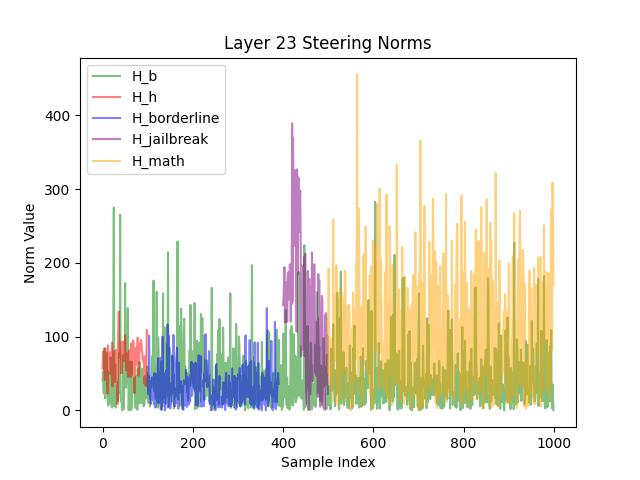 Layer 23 Steering Norms
H_b
H_h
H_borderline
H_jailbreak
H_math
Norm Value
400
300
200
100
0
0 200 400 600 800 1000
Sample Index